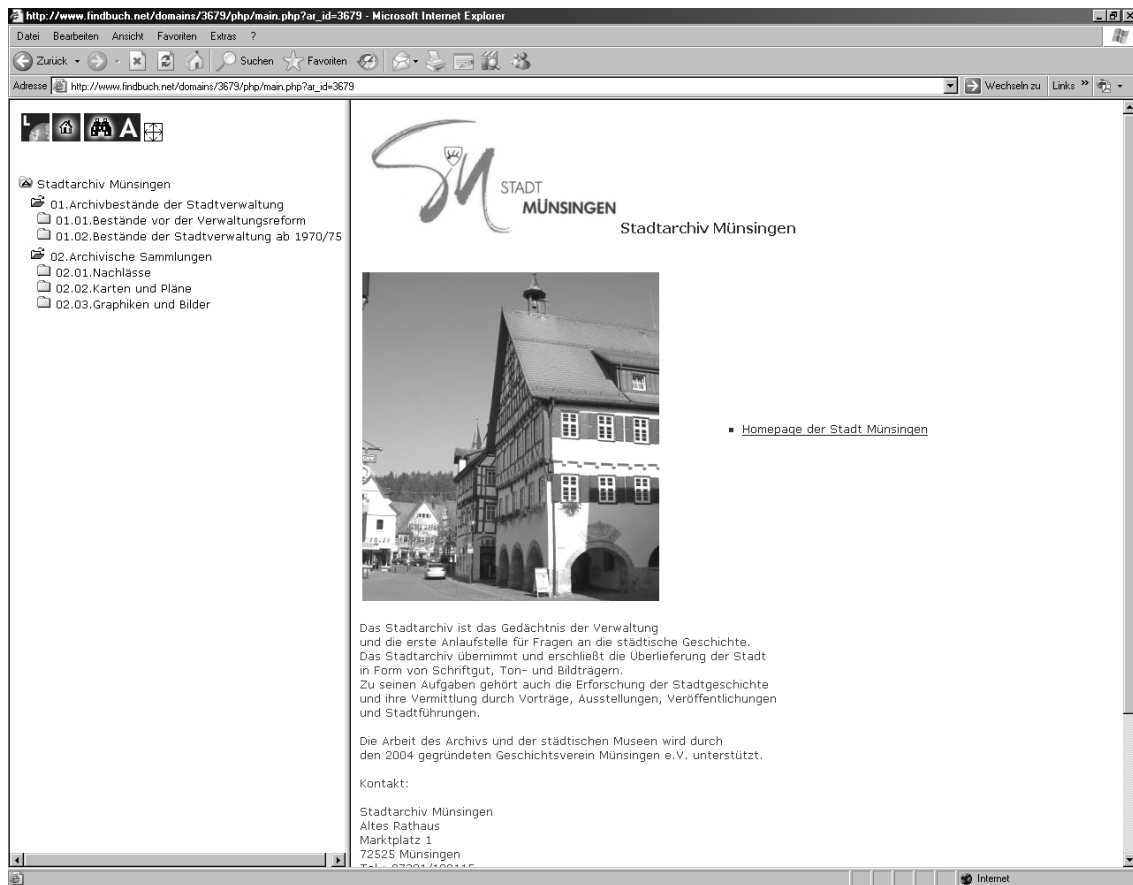 http://www.findbuch.net/domains/3679/php/main.php?ar_id=3679 - Microsoft Internet Explorer
Datei Bearbeiten Ansicht Favoriten Extras ?
Zurück Suchen Favoriten
Adresse http://www.findbuch.net/domains/3679/php/main.php?ar_id=3679 Wechseln zu Links »
L A
Stadtarchiv Münsingen
01.Archivbestände der Stadtverwaltung
01.01.Bestände vor der Verwaltungsreform
01.02.Bestände der Stadtverwaltung ab 1970/75
02.Archivische Sammlungen
02.01.Nachlässe
02.02.Karten und Pläne
02.03.Graphiken und Bilder
STADT
MÜNSINGEN
Stadtarchiv Münsingen
Homepage der Stadt Münsingen
Das Stadtarchiv ist das Gedächtnis der Verwaltung
und die erste Anlaufstelle für Fragen an die städtische Geschichte.
Das Stadtarchiv übernimmt und erschließt die Überlieferung der Stadt
in Form von Schriftgut, Ton- und Bildträgern.
Zu seinen Aufgaben gehört auch die Erforschung der Stadtgeschichte
und ihre Vermittlung durch Vorträge, Ausstellungen, Veröffentlichungen
und Stadtführungen.
Die Arbeit des Archivs und der städtischen Museen wird durch
den 2004 gegründeten Geschichtsverein Münsingen e.V. unterstützt.
Kontakt:
Stadtarchiv Münsingen
Altes Rathaus
Marktplatz 1
72525 Münsingen
Internet